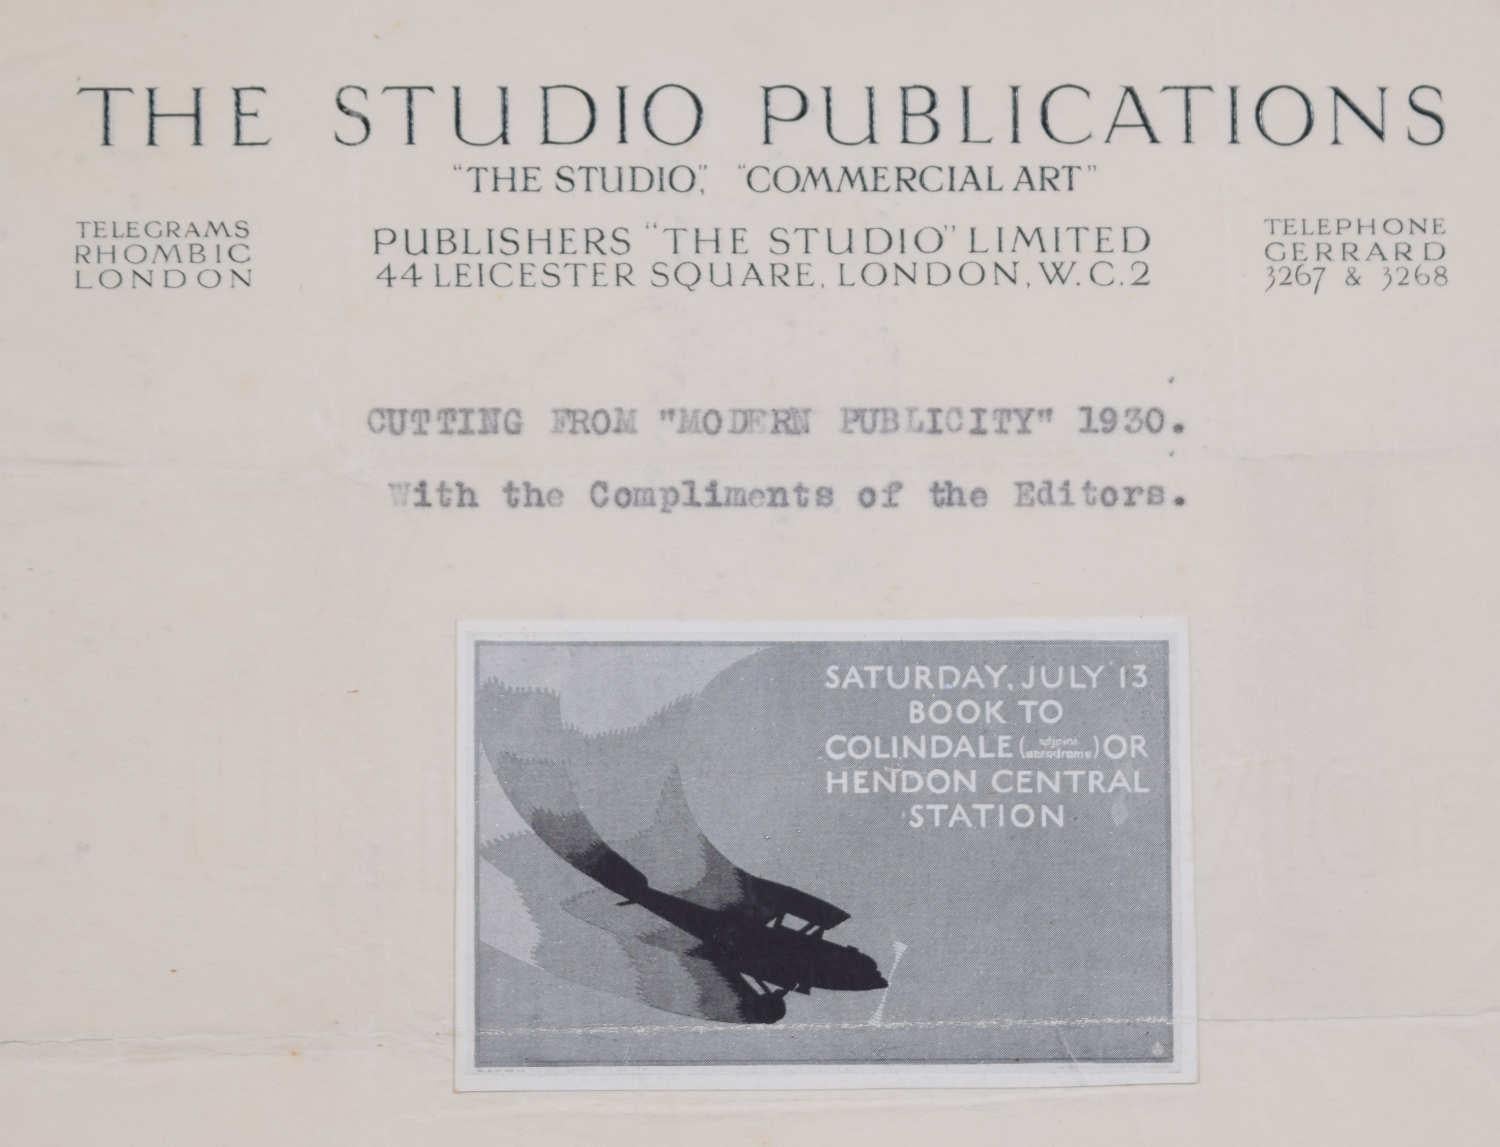 THE STUDIO PUBLICATIONS
"THE STUDIO", "COMMERCIAL ART"
TELEGRAMS
RHOMBIC
LONDON
PUBLISHERS "THE STUDIO" LIMITED
44 LEICESTER SQUARE, LONDON, W.C.2
TELEPHONE
GERRARD
3267 & 3268
CUTTING FROM "MODERN PUBLICITY" 1930.
With the Compliments of the Editors.
SATURDAY, JULY 13
BOOK TO
COLINDALE (adjoins aerodrome) OR
HENDON CENTRAL
STATION